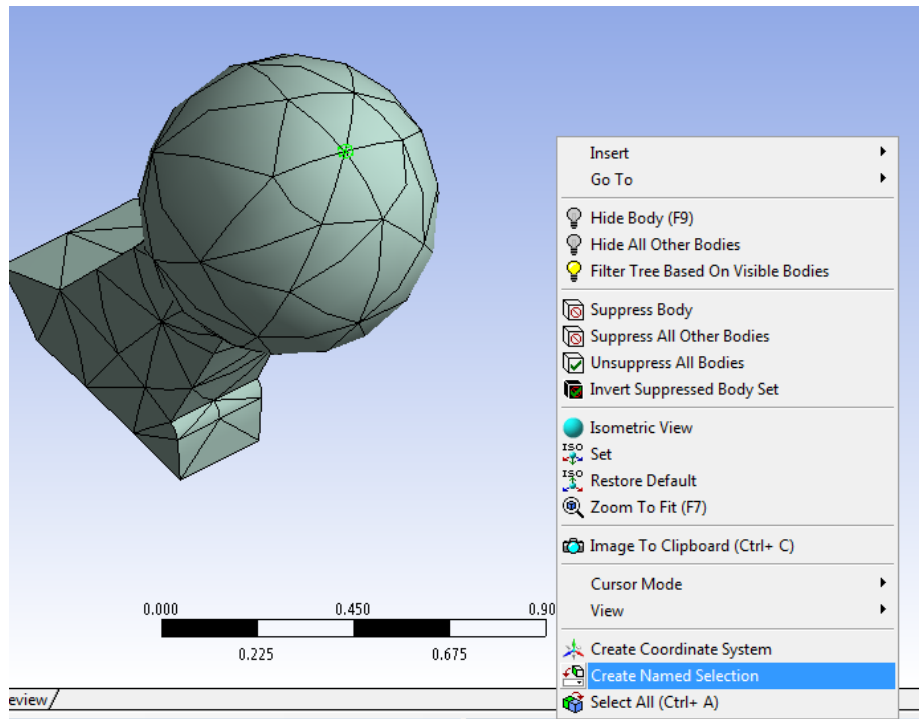 Insert
Go To
Hide Body (F9)
Hide All Other Bodies
Filter Tree Based On Visible Bodies
Suppress Body
Suppress All Other Bodies
Unsuppress All Bodies
Invert Suppressed Body Set
Isometric View
ISO Set
ISO Restore Default
Zoom To Fit (F7)
Image To Clipboard (Ctrl+ C)
Cursor Mode
View
Create Coordinate System
Create Named Selection
Select All (Ctrl+ A)
0.000 0.450 0.90
0.225 0.675
eview